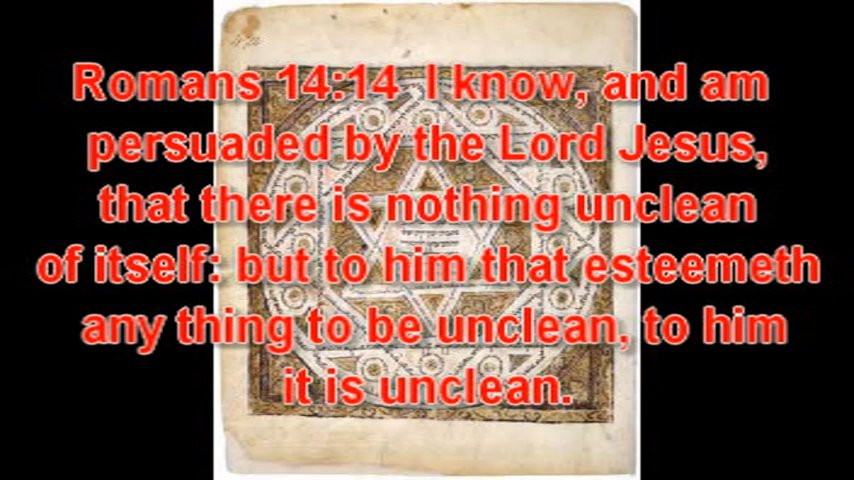 Romans 14:14 I know, and am
persuaded by the Lord Jesus,
that there is nothing unclean
of itself: but to him that esteemeth
any thing to be unclean, to him
it is unclean.